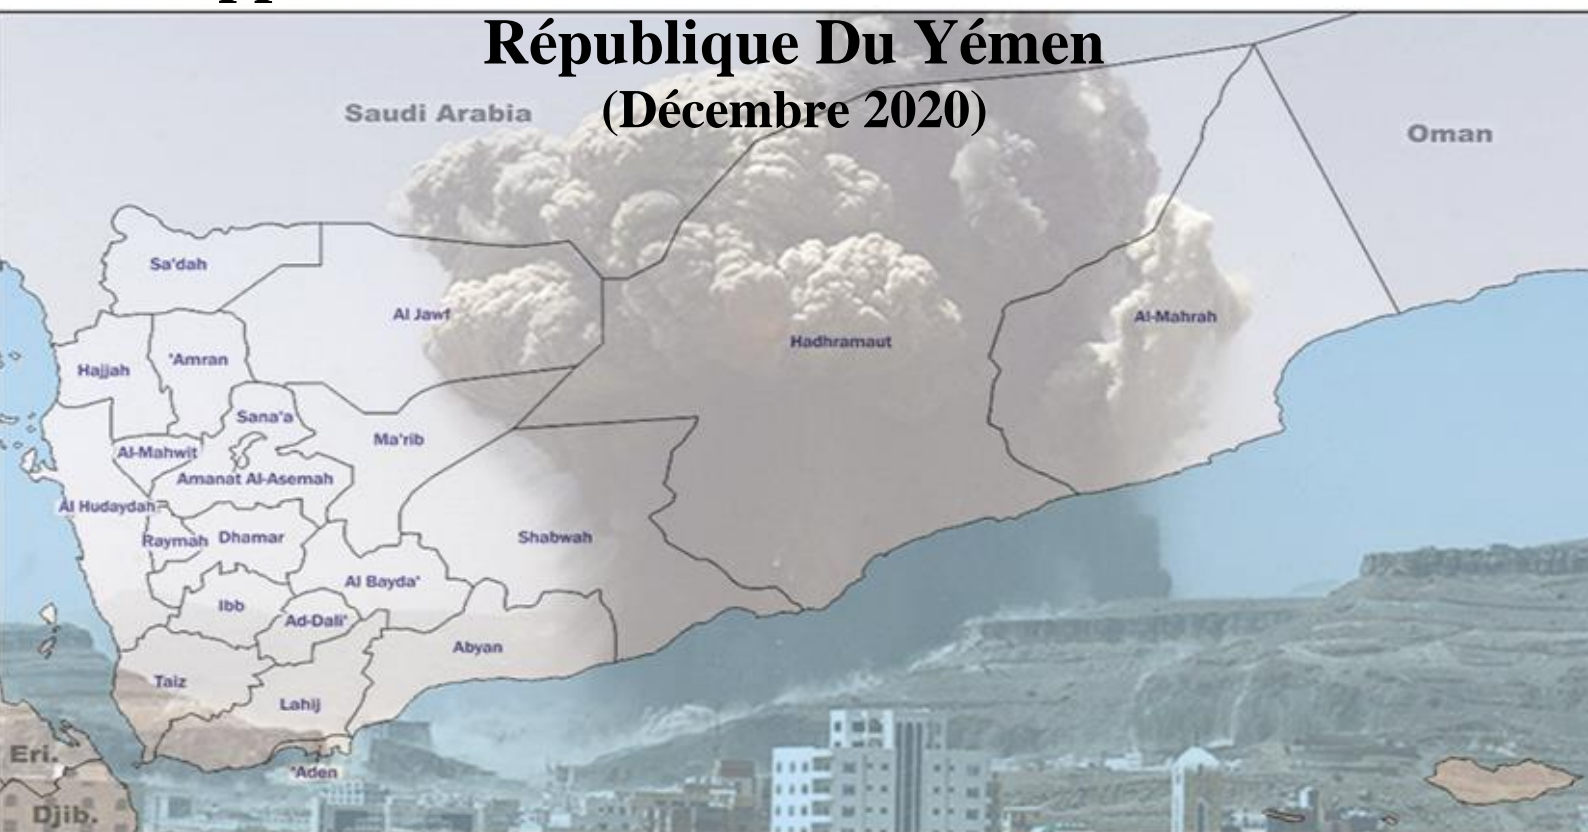 République Du Yémen
(Décembre 2020)
Saudi Arabia
Oman
Sa'dah
Al Jawf
Al-Mahrah
Hadhramaut
'Amran
Hajjah
Sana'a
Ma'rib
Al-Mahwit
Amanat Al-Asemah
Al Hudaydah
Raymah
Dhamar
Shabwah
Al Bayda'
Ibb
Ad-Dali'
Abyan
Taiz
Lahij
Eri.
'Aden
Djib.